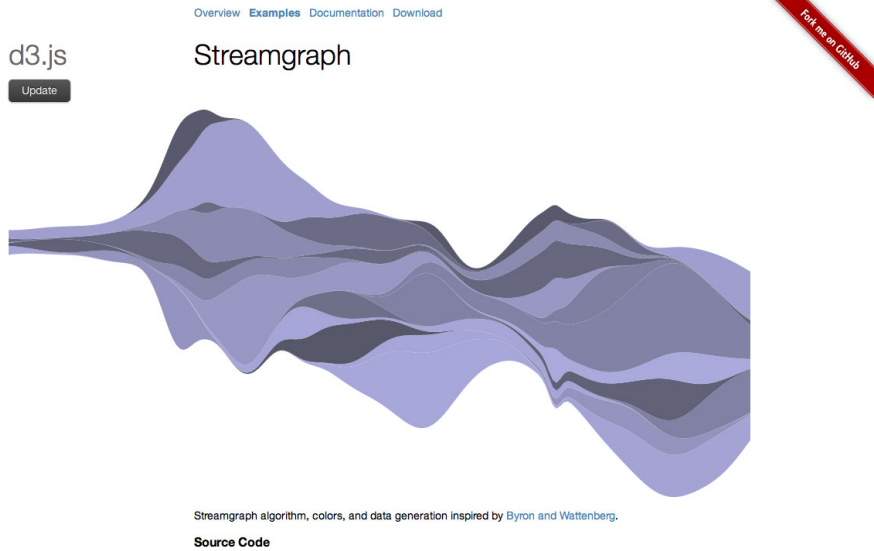 Overview Examples Documentation Download
Fork me on GitHub
d3.js
Streamgraph
Update
Streamgraph algorithm, colors, and data generation inspired by Byron and Wattenberg.
Source Code